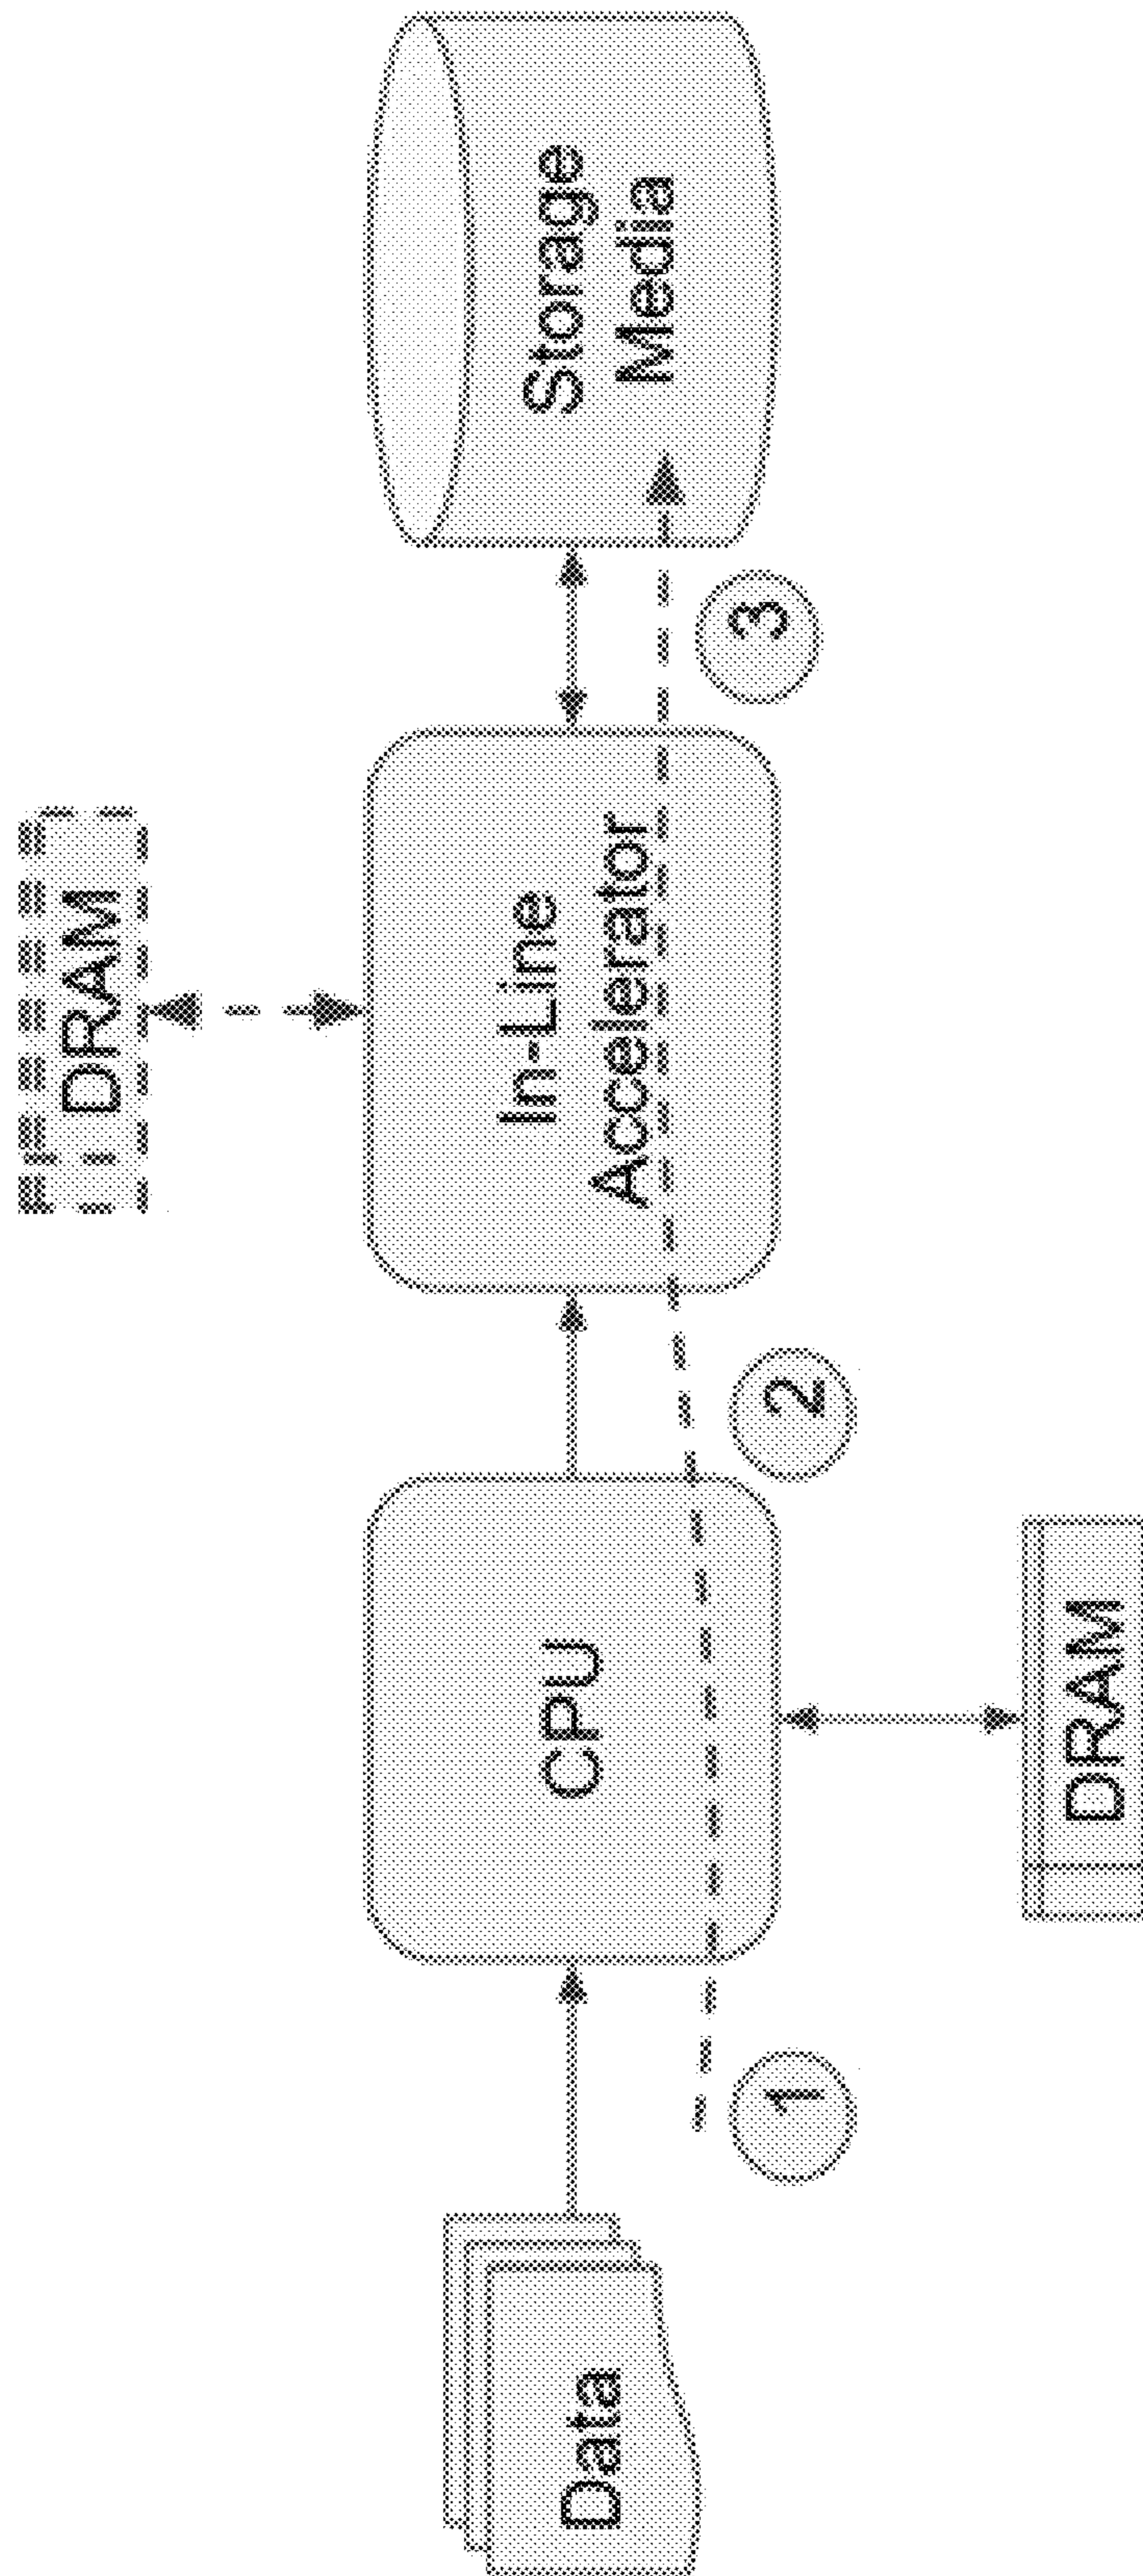 DRAM
Data
CPU
In-Line
Accelerator
Storage
Media
1
2
3
DRAM